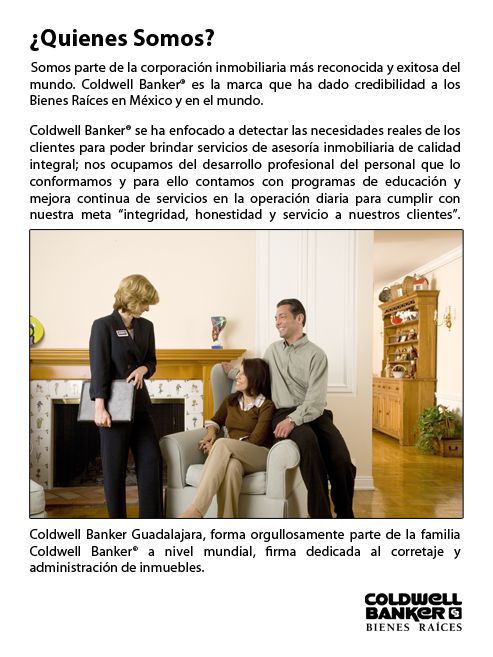 ¿Quienes Somos?
Somos parte de la corporación inmobiliaria más reconocida y exitosa del
mundo. Coldwell Banker® es la marca que ha dado credibilidad a los
Bienes Raíces en México y en el mundo.
Coldwell Banker® se ha enfocado a detectar las necesidades reales de los
clientes para poder brindar servicios de asesoría inmobiliaria de calidad
integral; nos ocupamos del desarrollo profesional del personal que lo
conformamos y para ello contamos con programas de educación y
mejora continua de servicios en la operación diaria para cumplir con
nuestra meta “integridad, honestidad y servicio a nuestros clientes”.
Coldwell Banker Guadalajara, forma orgullosamente parte de la familia
Coldwell Banker® a nivel mundial, firma dedicada al corretaje y
administración de inmuebles.
COLDWELL
BANKER CB
BIENES RAÍCES